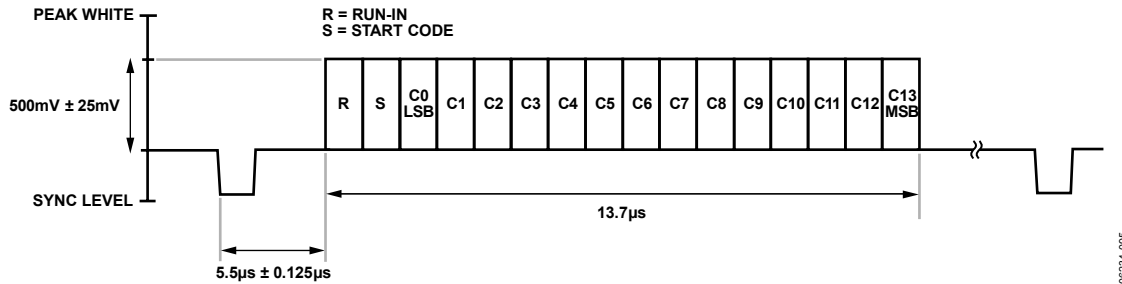 PEAK WHITE
R = RUN-IN
S = START CODE
500mV ± 25mV
R
S
C0
LSB
C1
C2
C3
C4
C5
C6
C7
C8
C9
C10
C11
C12
C13
MSB
SYNC LEVEL
13.7µs
5.5µs ± 0.125µs